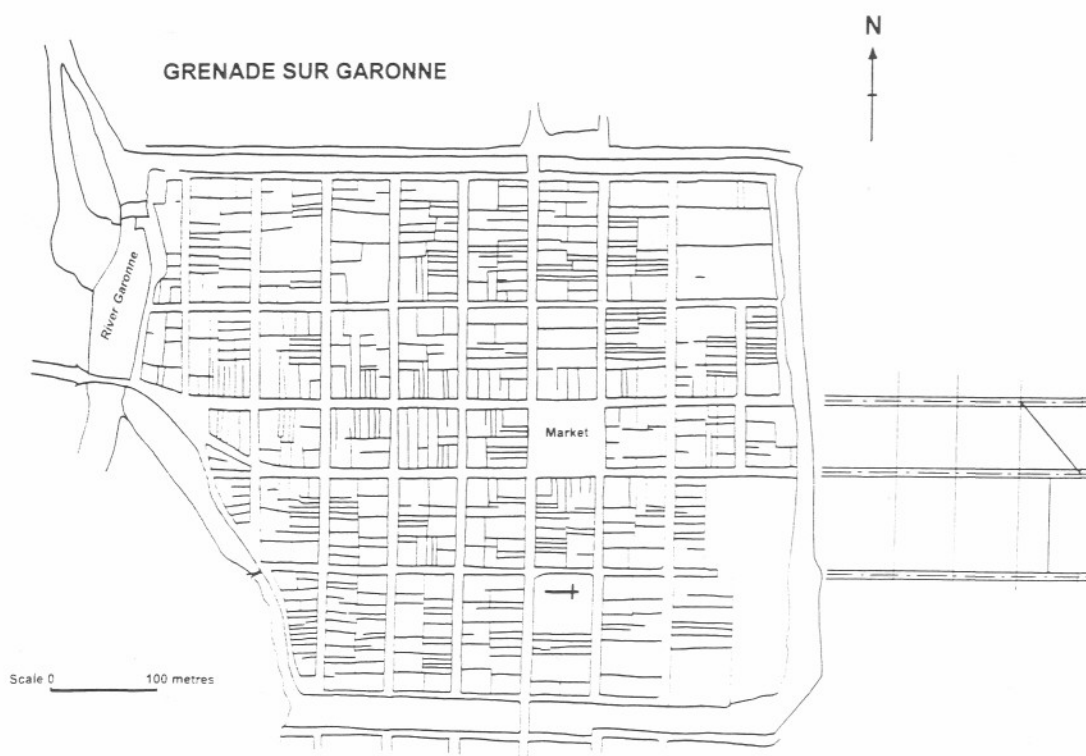 N
GRENADE SUR GARONNE
River Garonne
Market
Scale 0 100 metres